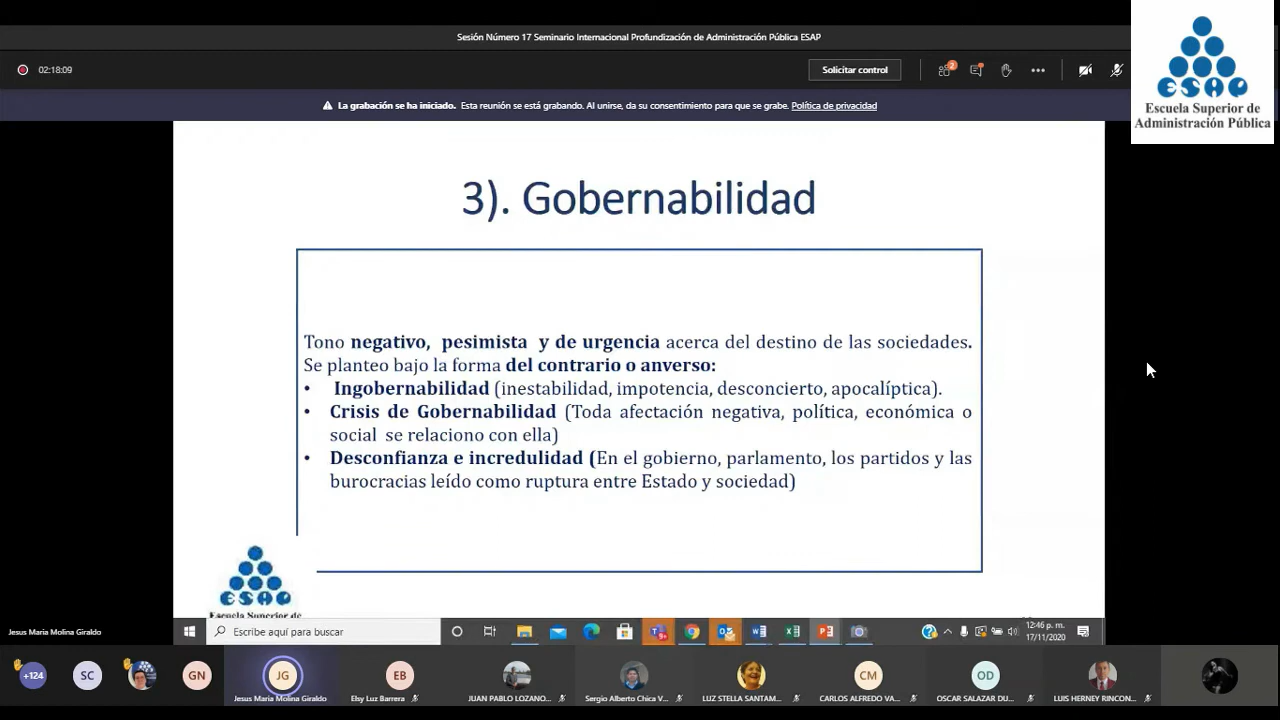 Sesión Número 17 Seminario Internacional Profundización de Administración Pública ESAP
02:18:09
Solicitar control
2
La grabación se ha iniciado. Esta reunión se está grabando. Al unirse, da su consentimiento para que se grabe. Política de privacidad
ESAP
Escuela Superior de
Administración Pública
3). Gobernabilidad
Tono negativo, pesimista y de urgencia acerca del destino de las sociedades.
Se planteo bajo la forma del contrario o anverso:
• Ingobernabilidad (inestabilidad, impotencia, desconcierto, apocalíptica).
• Crisis de Gobernabilidad (Toda afectación negativa, política, económica o
social se relaciono con ella)
• Desconfianza e incredulidad (En el gobierno, parlamento, los partidos y las
burocracias leído como ruptura entre Estado y sociedad)
ESAP
Escuela Superior de
Jesus Maria Molina Giraldo
Escribe aquí para buscar
12:46 p. m.
17/11/2020
+124
SC
GN
JG
Jesus Maria Molina Giraldo
EB
Elsy Luz Barrera
JUAN PABLO LOZANO...
Sergio Alberto Chica V...
LUZ STELLA SANTAM...
CM
CARLOS ALFREDO VA...
OD
OSCAR SALAZAR DU...
LUIS HERNEY RINCON...